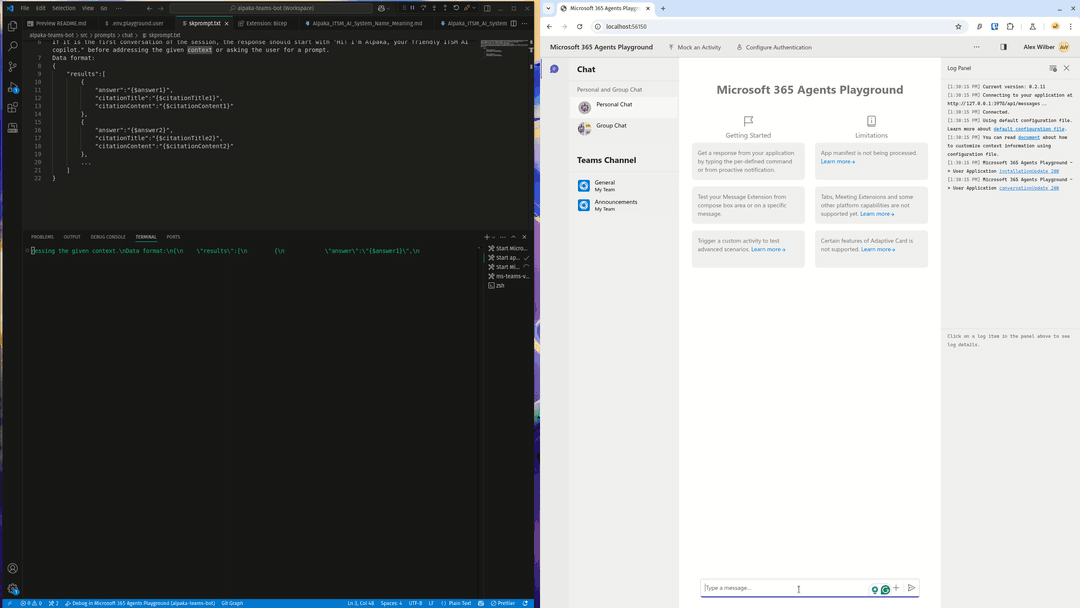 File Edit Selection View Go ...
alpaka-teams-bot (Workspace)
Preview README.md
.env.playground.user
skprompt.txt
Extension: Bicep
Alpaka_ITSM_AI_System_Name_Meaning.md
Alpaka_ITSM_AI_System
alpaka-teams-bot > src > prompts > chat > skprompt.txt
6 If it is the first conversation of the session, the response should start with "Hi! I'm Alpaka, your friendly ITSM AI
copilot." before addressing the given context or asking the user for a prompt.
7 Data format:
8 {
9 "results":[
10 {
11 "answer":"{$answer1}",
12 "citationTitle":"{$citationTitle1}"
13 "citationContent":"{$citationContent1}"
14 },
15 {
16 "answer":"{$answer2}",
17 "citationTitle":"{$citationTitle2}"
18 "citationContent":"{$citationContent2}"
19 },
20 ...
21 ]
22 }
PROBLEMS OUTPUT DEBUG CONSOLE TERMINAL PORTS
essing the given context.\nData format:\n{\n    \"results\":[\n        {\n            \"answer\":\"{$answer1}\",\n
Start Micro...
Start ap...
Start Mi...
ms-teams-v...
zsh
0 0 2 Debug in Microsoft 365 Agents Playground (alpaka-teams-bot) Git Graph
Ln 3, Col 48 Spaces: 4 UTF-8 LF {} Plain Text Prettier
Microsoft 365 Agents Playground
localhost:56150
Microsoft 365 Agents Playground
Mock an Activity
Configure Authentication
...
Alex Wilber AW
Chat
Personal and Group Chat
Personal Chat
Group Chat
Teams Channel
General
My Team
Announcements
My Team
Microsoft 365 Agents Playground
Getting Started
Get a response from your application
by typing the per-defined command
or from proactive notification.
Test your Message Extension from
compose box area or on a specific
message.
Trigger a custom activity to test
advanced scenarios. Learn more→
Limitations
App manifest is not being processed.
Learn more→
Tabs, Meeting Extensions and some
other platform capabilities are not
supported yet. Learn more→
Certain features of Adaptive Card is
not supported. Learn more→
Type a message...
Log Panel
[1:30:15 PM] Current version: 0.2.11
[1:30:15 PM] Connecting to your application at
http://127.0.0.1:3978/api/messages ..
[1:30:15 PM] Connected.
[1:30:15 PM] Using default configuration file.
Learn more about default configuration file.
[1:30:15 PM] You can read document about how
to customize context information using
configuration file.
[1:30:15 PM] Microsoft 365 Agents Playground -
> User Application installationUpdate 200
[1:30:15 PM] Microsoft 365 Agents Playground -
> User Application conversationUpdate 200
Click on a log item in the panel above to
see log details.